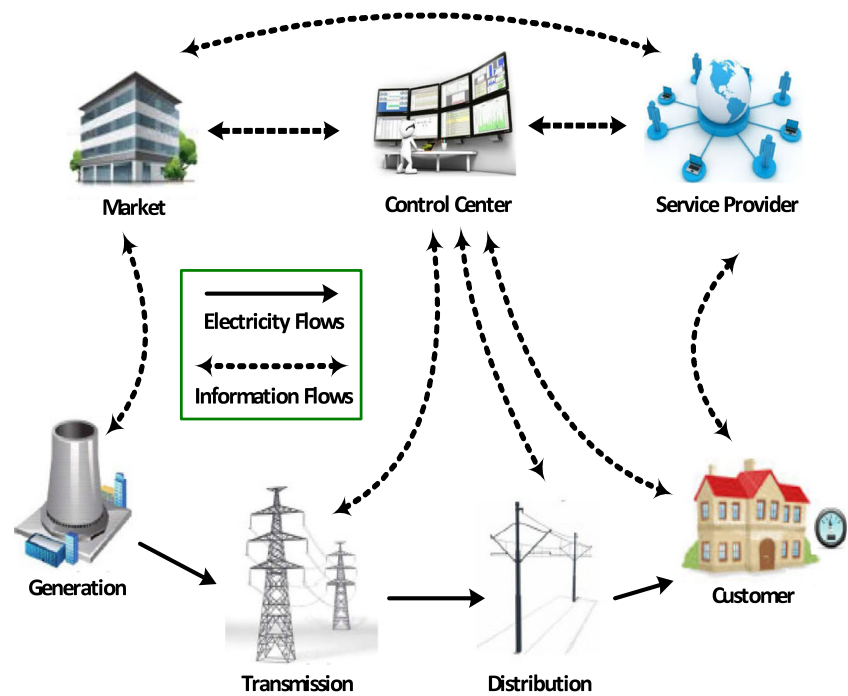 Market
Control Center
Service Provider
Electricity Flows
Information Flows
Generation
Customer
Transmission
Distribution